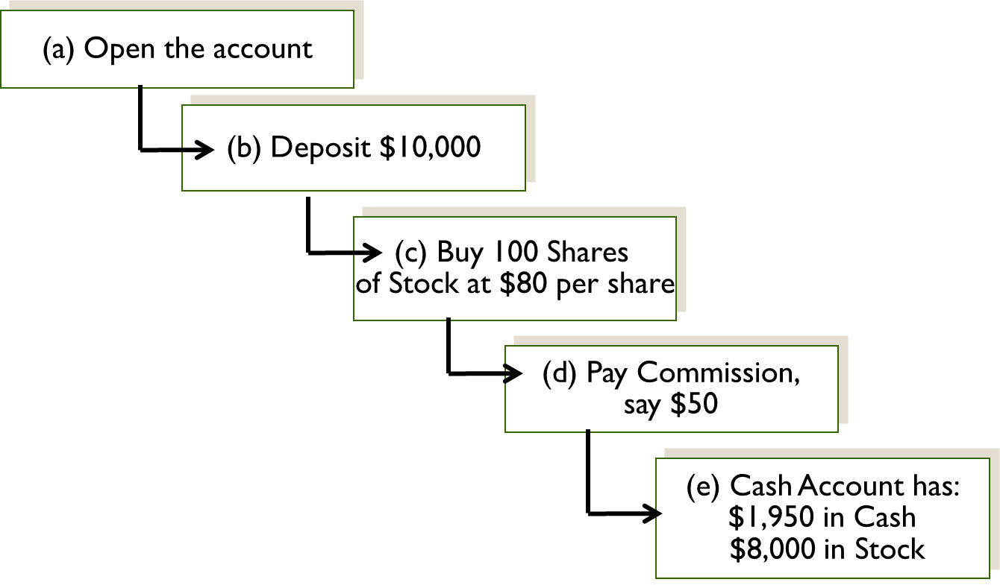 (a) Open the account
(b) Deposit $10,000
(c) Buy 100 Shares
of Stock at $80 per share
(d) Pay Commission,
say $50
(e) Cash Account has:
$1,950 in Cash
$8,000 in Stock